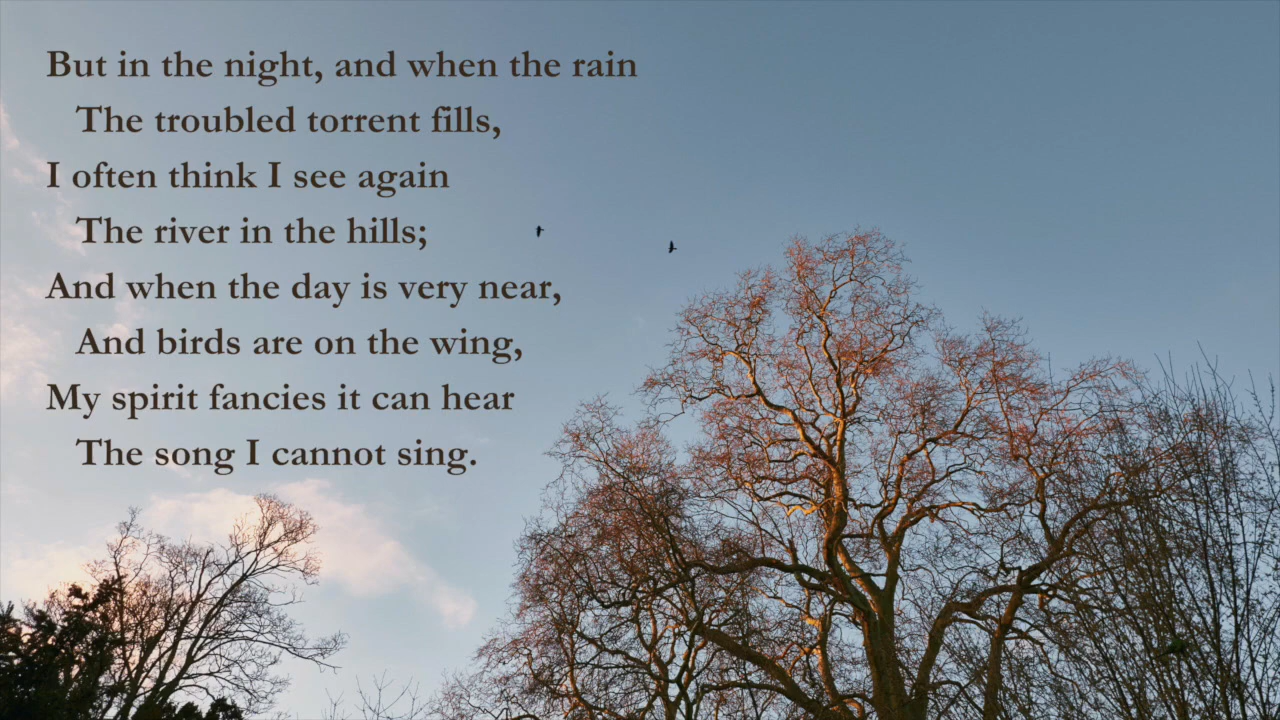 But in the night, and when the rain
The troubled torrent fills,
I often think I see again
The river in the hills;
And when the day is very near,
And birds are on the wing,
My spirit fancies it can hear
The song I cannot sing.